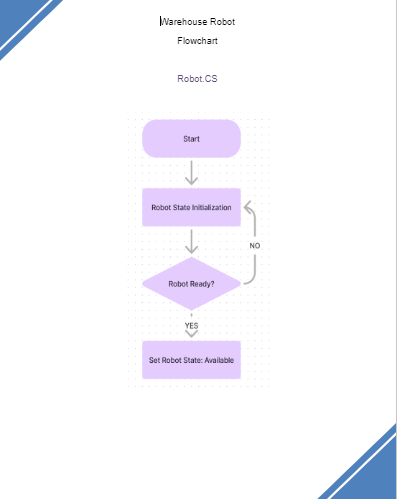 Warehouse Robot
Flowchart
Robot.CS
Start
Robot State Initialization
NO
Robot Ready?
YES
Set Robot State: Available